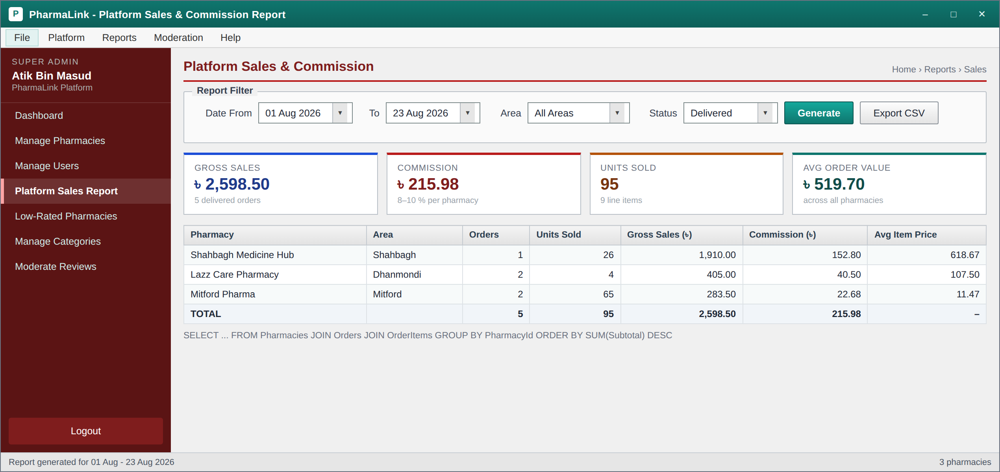 P PharmaLink - Platform Sales & Commission Report
File Platform Reports Moderation Help
SUPER ADMIN
Atik Bin Masud
PharmaLink Platform
Dashboard
Manage Pharmacies
Manage Users
Platform Sales Report
Low-Rated Pharmacies
Manage Categories
Moderate Reviews
Logout
Platform Sales & Commission
Home › Reports › Sales
Report Filter
Date From 01 Aug 2026 To 23 Aug 2026 Area All Areas Status Delivered Generate Export CSV
GROSS SALES
৳ 2,598.50
5 delivered orders
COMMISSION
৳ 215.98
8–10 % per pharmacy
UNITS SOLD
95
9 line items
AVG ORDER VALUE
৳ 519.70
across all pharmacies
Pharmacy Area Orders Units Sold Gross Sales (৳) Commission (৳) Avg Item Price
Shahbagh Medicine Hub Shahbagh 1 26 1,910.00 152.80 618.67
Lazz Care Pharmacy Dhanmondi 2 4 405.00 40.50 107.50
Mitford Pharma Mitford 2 65 283.50 22.68 11.47
TOTAL 5 95 2,598.50 215.98 –
SELECT ... FROM Pharmacies JOIN Orders JOIN OrderItems GROUP BY PharmacyId ORDER BY SUM(Subtotal) DESC
Report generated for 01 Aug - 23 Aug 2026
3 pharmacies